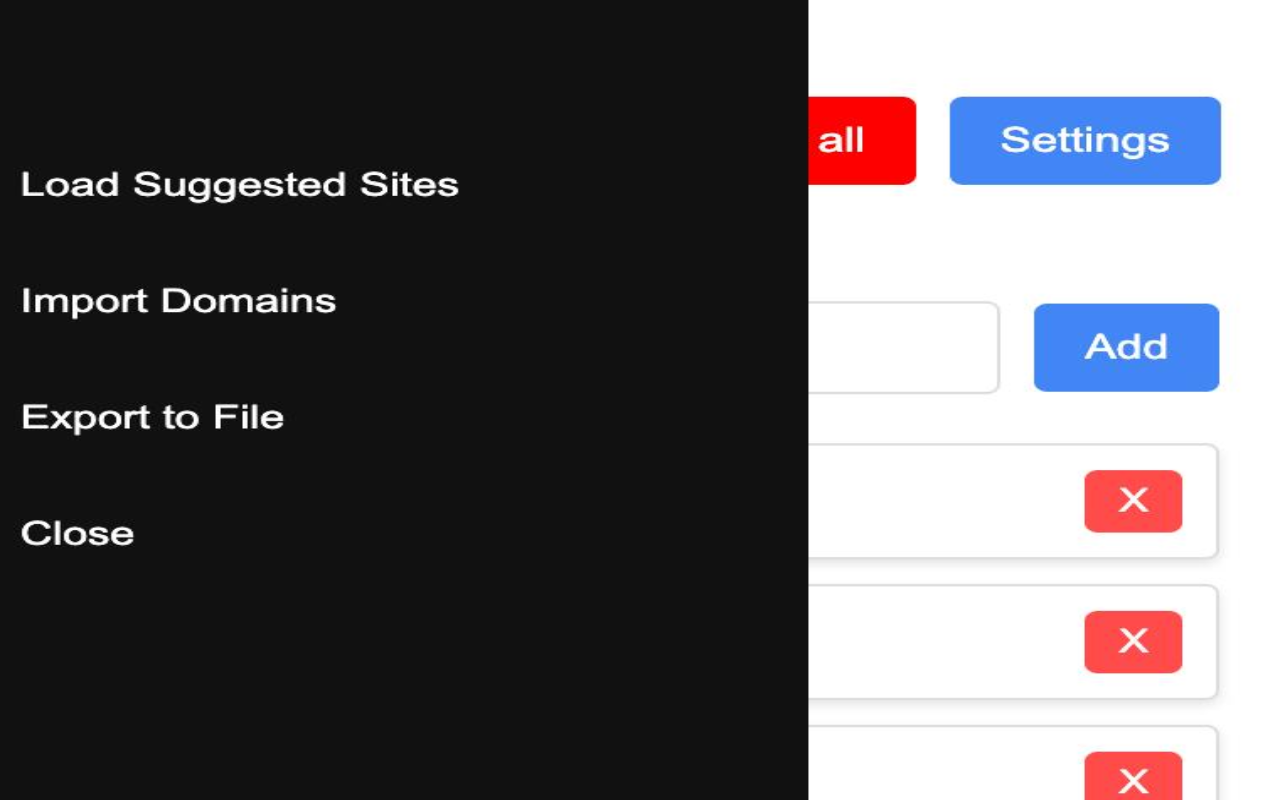 Load Suggested Sites
Import Domains
Export to File
Close
all
Settings
Add
X
X
X